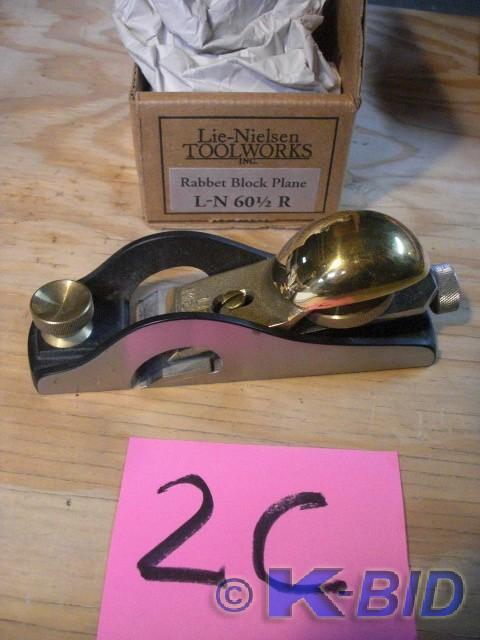 Lie-Nielsen
TOOLWORKS
INC.
Rabbet Block Plane
L-N 60½ R
2C
© K-BID